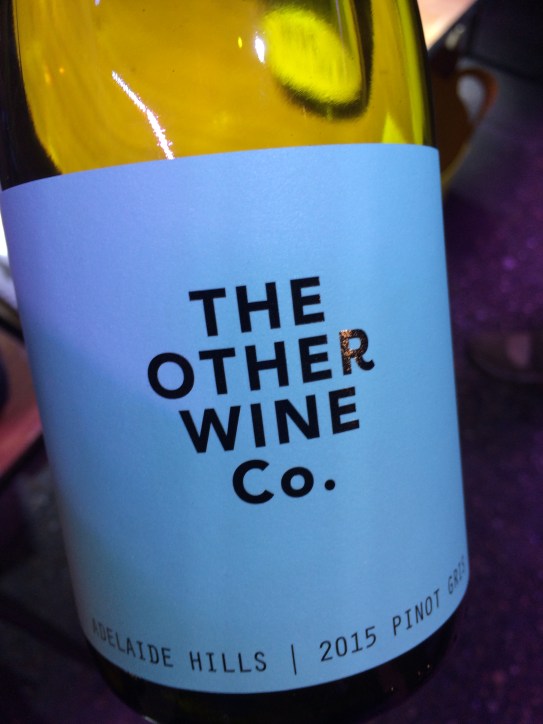 THE
OTHER
WINE
Co.
ADELAIDE HILLS | 2015 PINOT GRIS